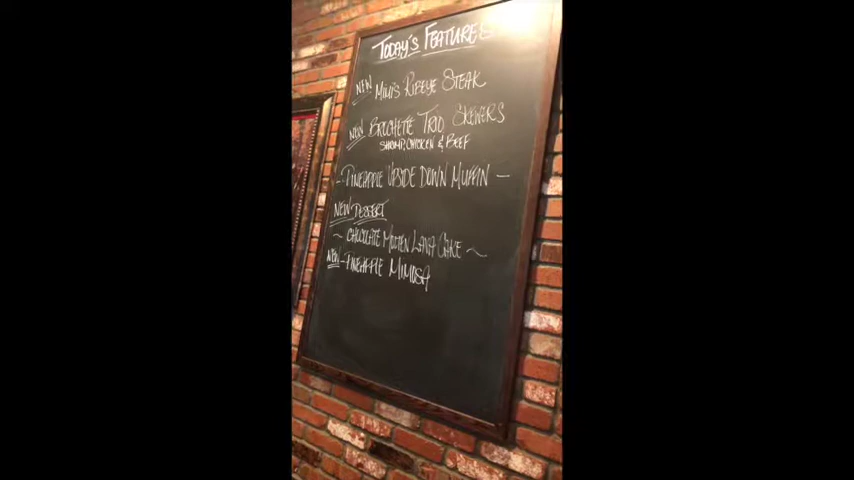 TODAY'S FEATURES
NEW MIMI'S RIBEYE STEAK
NEW BROCHETTE TRIO SKEWERS
SHRIMP, CHICKEN & BEEF
- PINEAPPLE UPSIDE DOWN MUFFIN -
NEW DESSERT
~ CHOCOLATE MOLTEN LAVA CAKE ~
NEW - PINEAPPLE MIMOSA